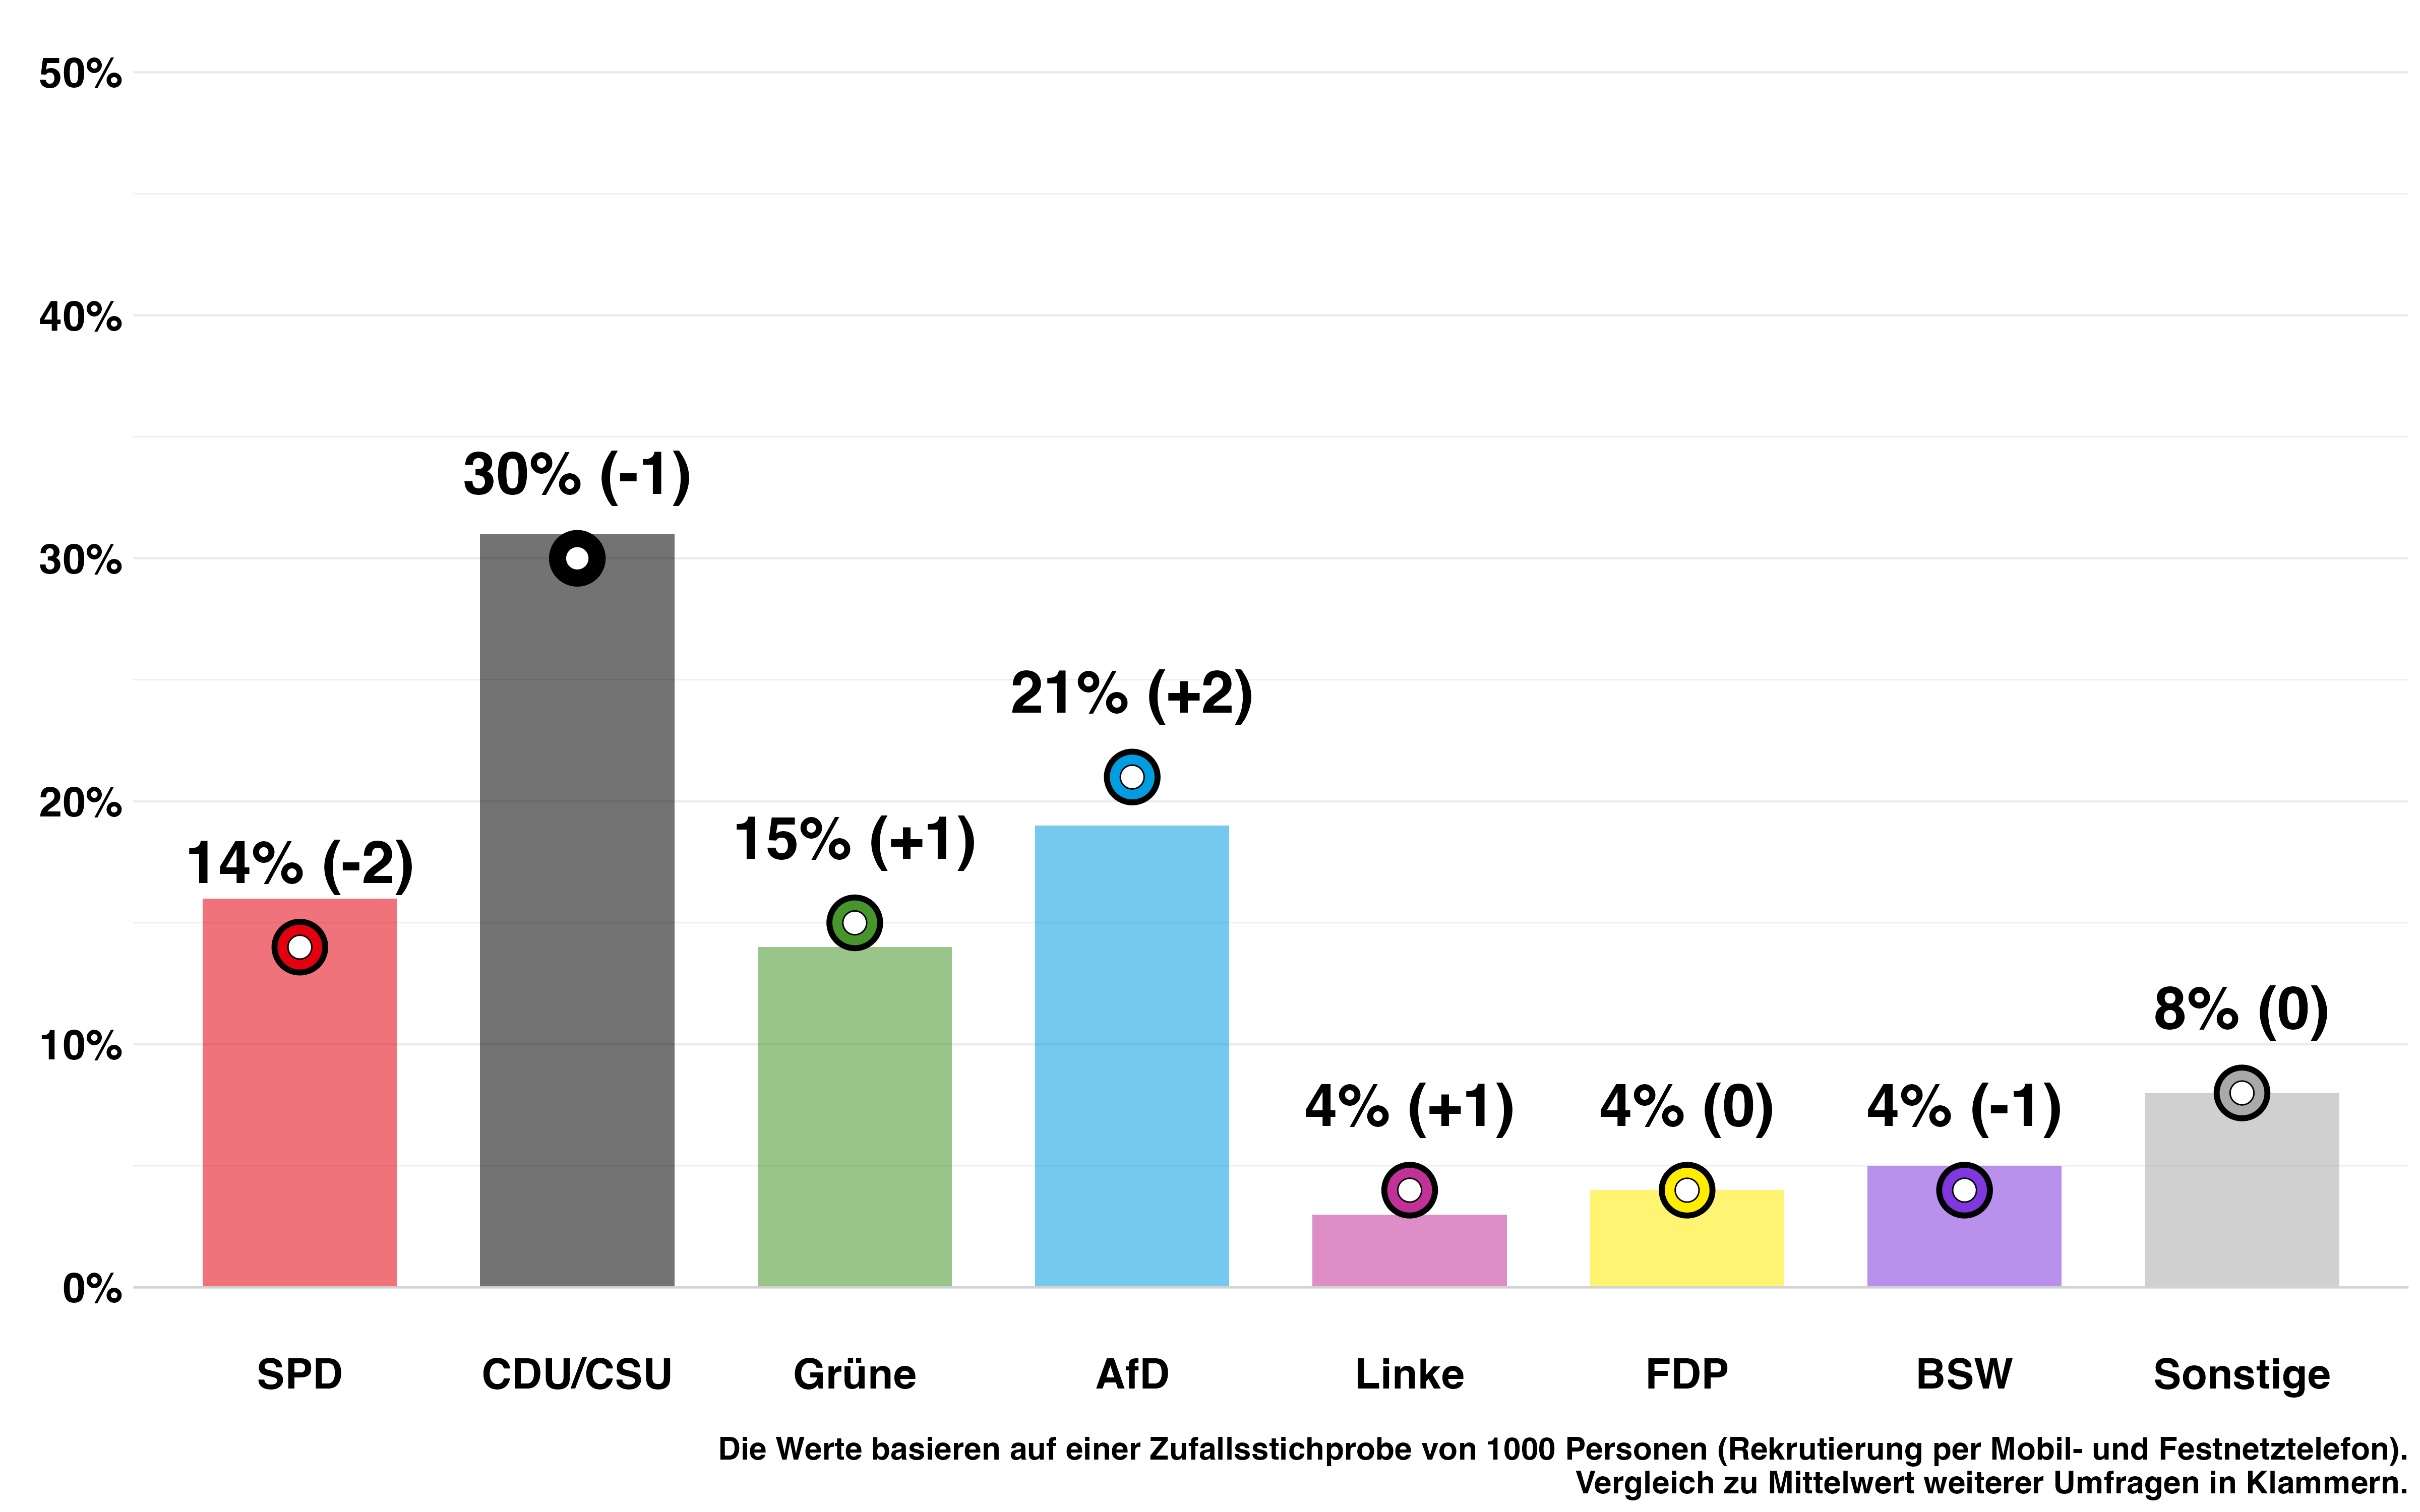 50%
40%
30%
20%
10%
0%
14% (-2)
30% (-1)
15% (+1)
21% (+2)
4% (+1)
4% (0)
4% (-1)
8% (0)
SPD
CDU/CSU
Grüne
AfD
Linke
FDP
BSW
Sonstige
Die Werte basieren auf einer Zufallsstichprobe von 1000 Personen (Rekrutierung per Mobil- und Festnetztelefon).
Vergleich zu Mittelwert weiterer Umfragen in Klammern.